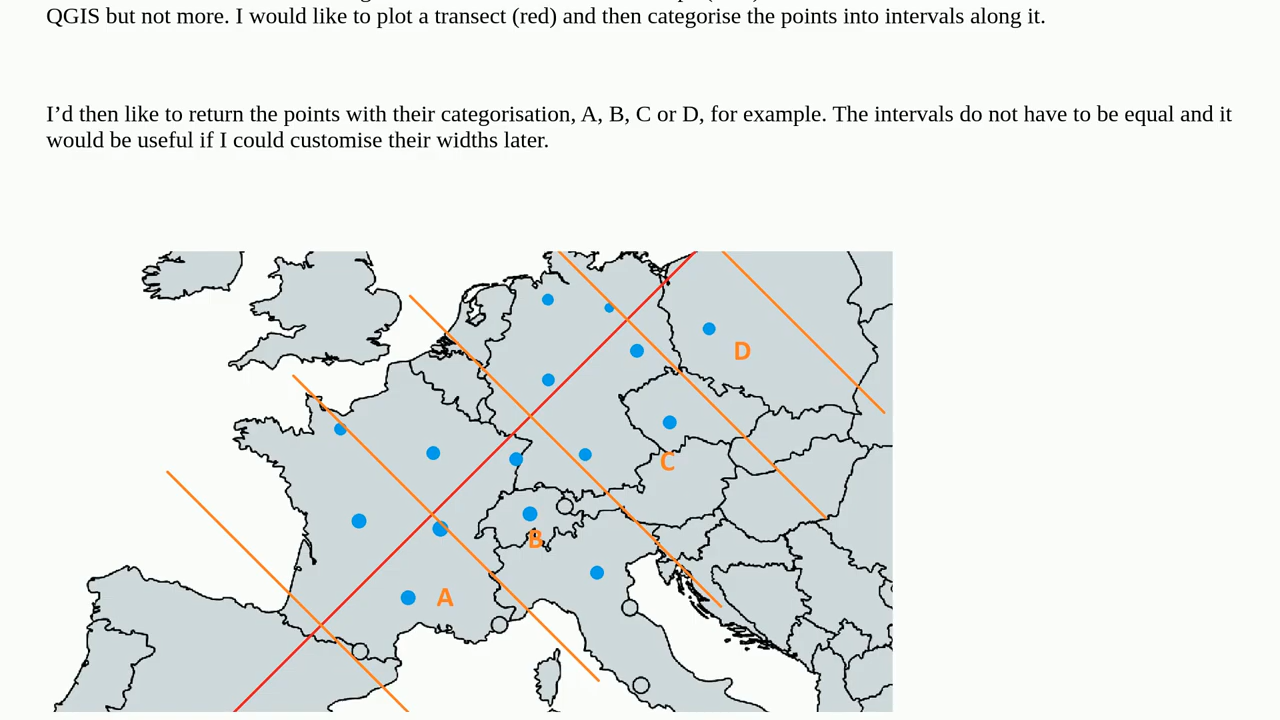 QGIS but not more. I would like to plot a transect (red) and then categorise the points into intervals along it.
I’d then like to return the points with their categorisation, A, B, C or D, for example. The intervals do not have to be equal and it
would be useful if I could customise their widths later.
D
C
B
A